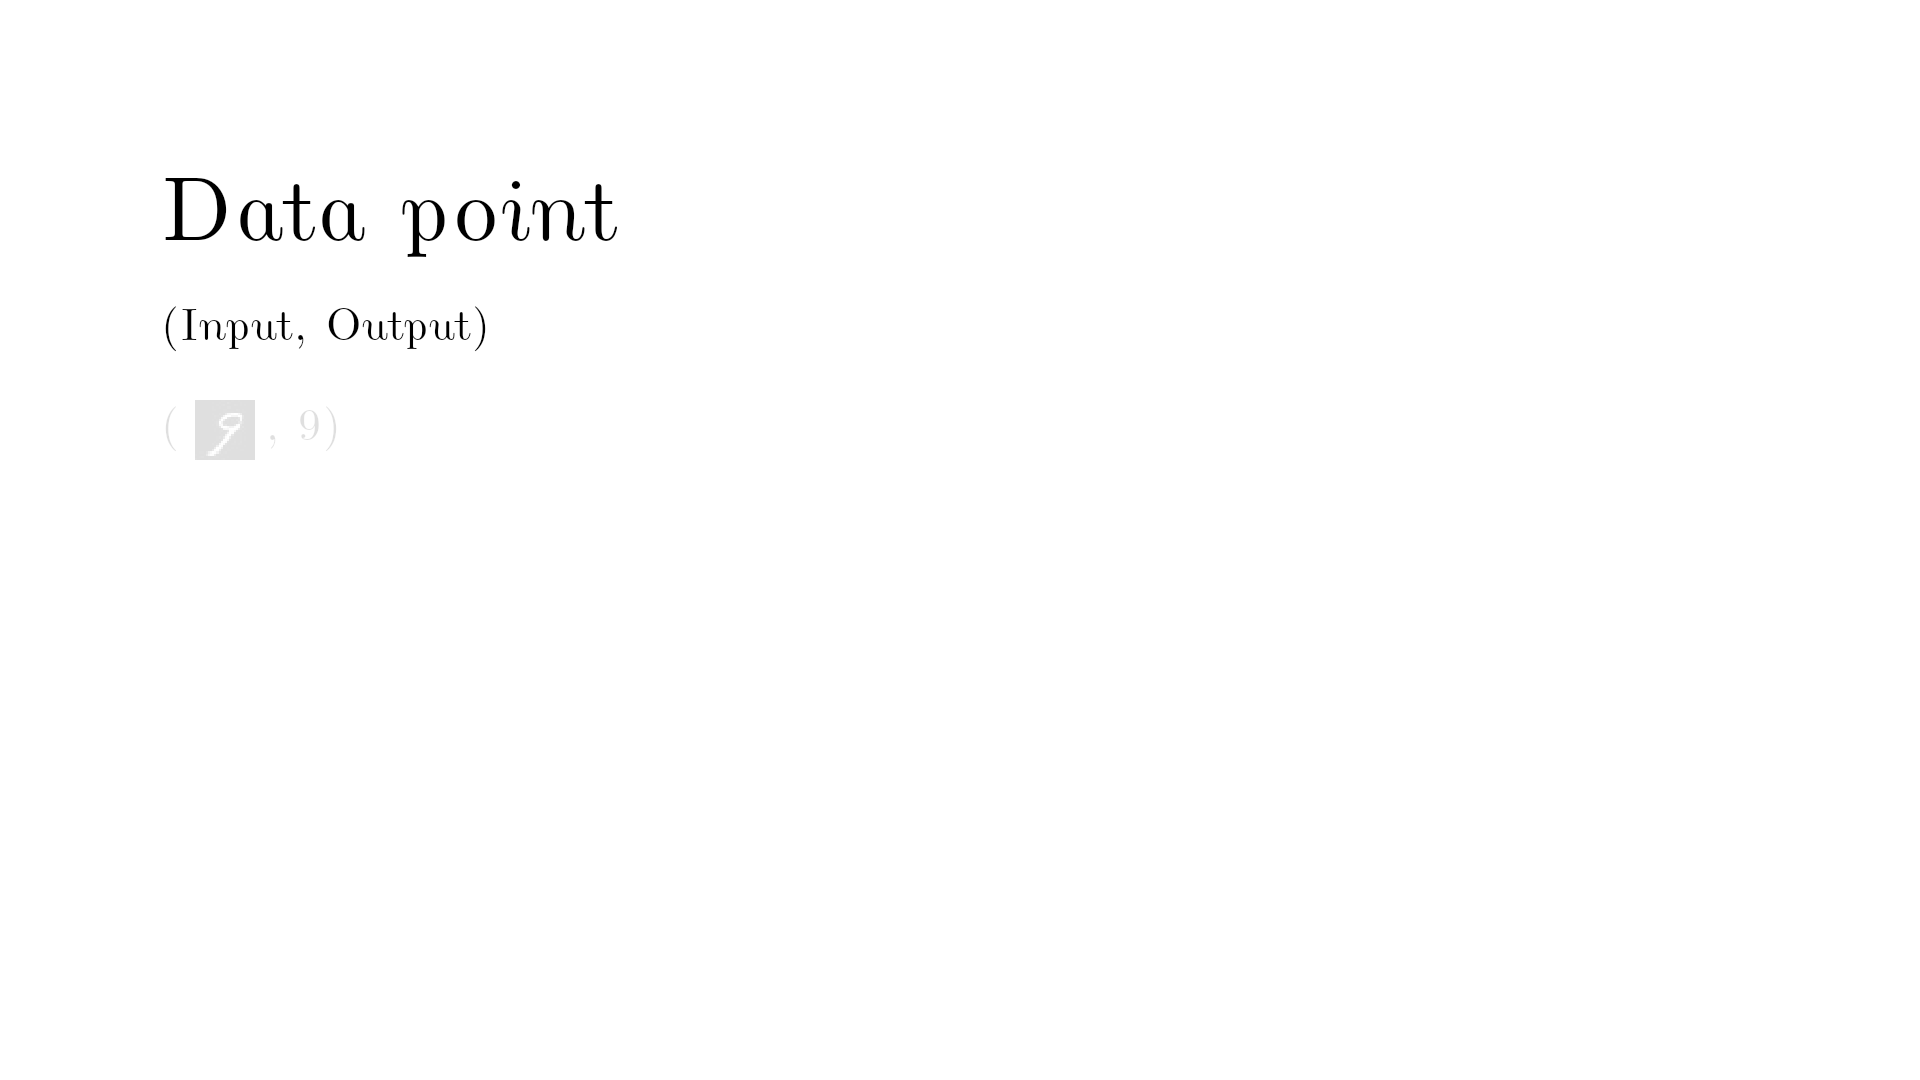 Data point
(Input, Output)
( 9 , 9)